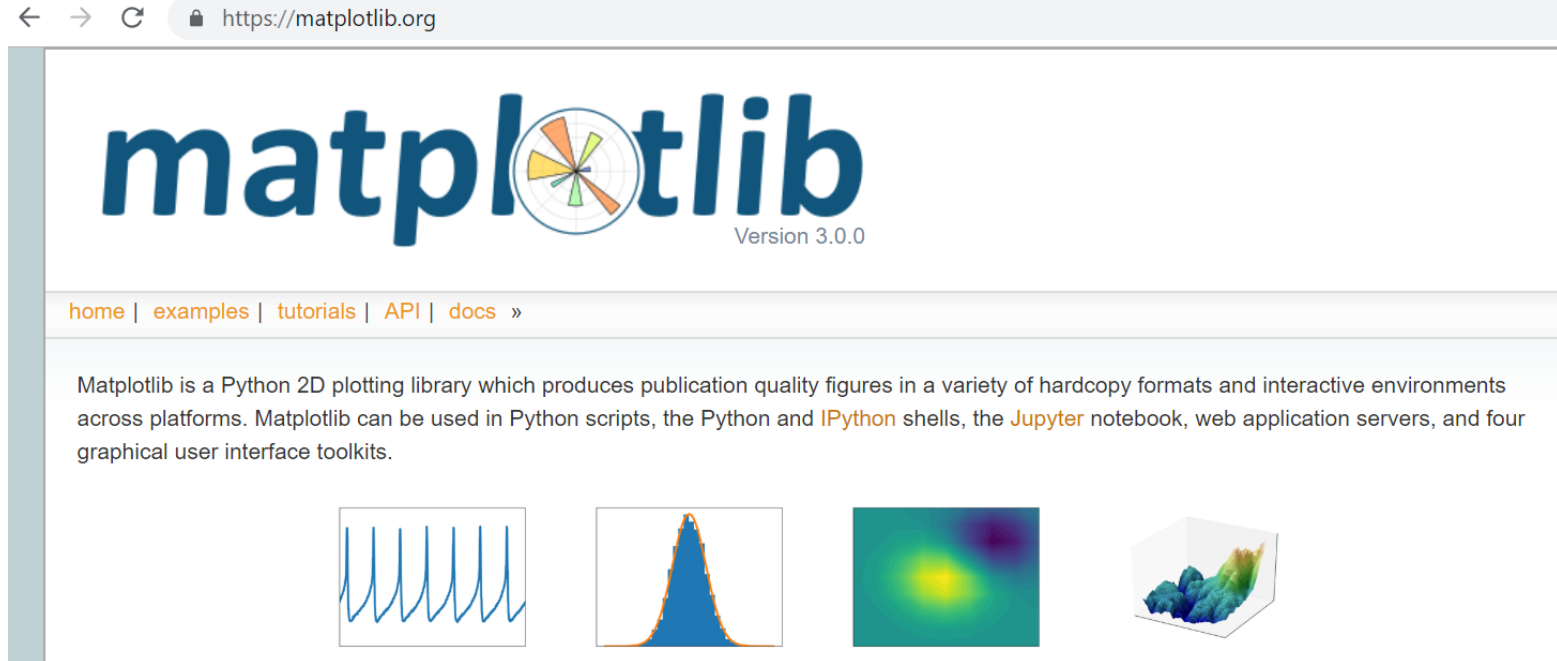 https://matplotlib.org
matplotlib
Version 3.0.0
home | examples | tutorials | API | docs »
Matplotlib is a Python 2D plotting library which produces publication quality figures in a variety of hardcopy formats and interactive environments
across platforms. Matplotlib can be used in Python scripts, the Python and IPython shells, the Jupyter notebook, web application servers, and four
graphical user interface toolkits.